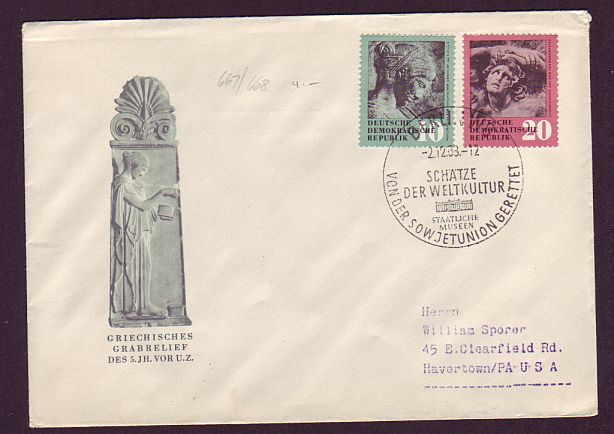 667/668
DEUTSCHE
DEMOKRATISCHE
REPUBLIK
10
DEUTSCHE
DEMOKRATISCHE
REPUBLIK
20
SCHÄTZE
DER WELTKULTUR
STAATLICHE
MUSEEN
VON DER SOWJETUNION GERETTET
GRIECHISCHES
GRABRELIEF
DES 5. JH. VOR U. Z.
Herrn
William Sporer
45 E.Clearfield Rd.
Havertown/PA U S A